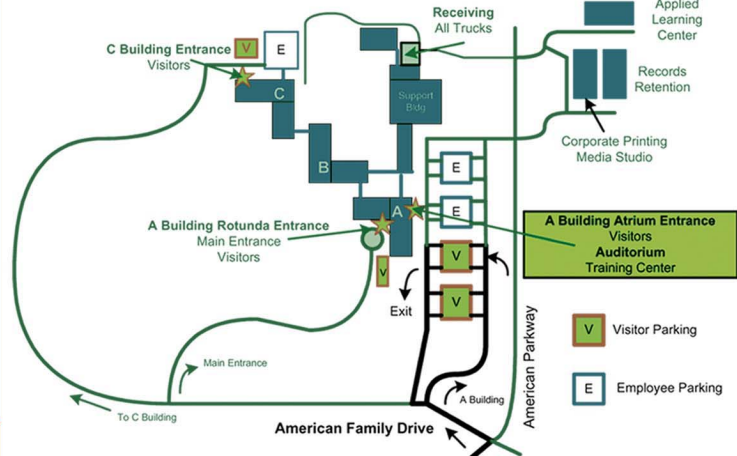 Applied
Learning
Center
Receiving
All Trucks
C Building Entrance
Visitors
V
E
C
Support
Bldg
Records
Retention
Corporate Printing
Media Studio
B
E
E
A
A Building Rotunda Entrance
Main Entrance
Visitors
A Building Atrium Entrance
Visitors
Auditorium
Training Center
V
V
V
Exit
American Parkway
V
Visitor Parking
E
Employee Parking
Main Entrance
A Building
To C Building
American Family Drive